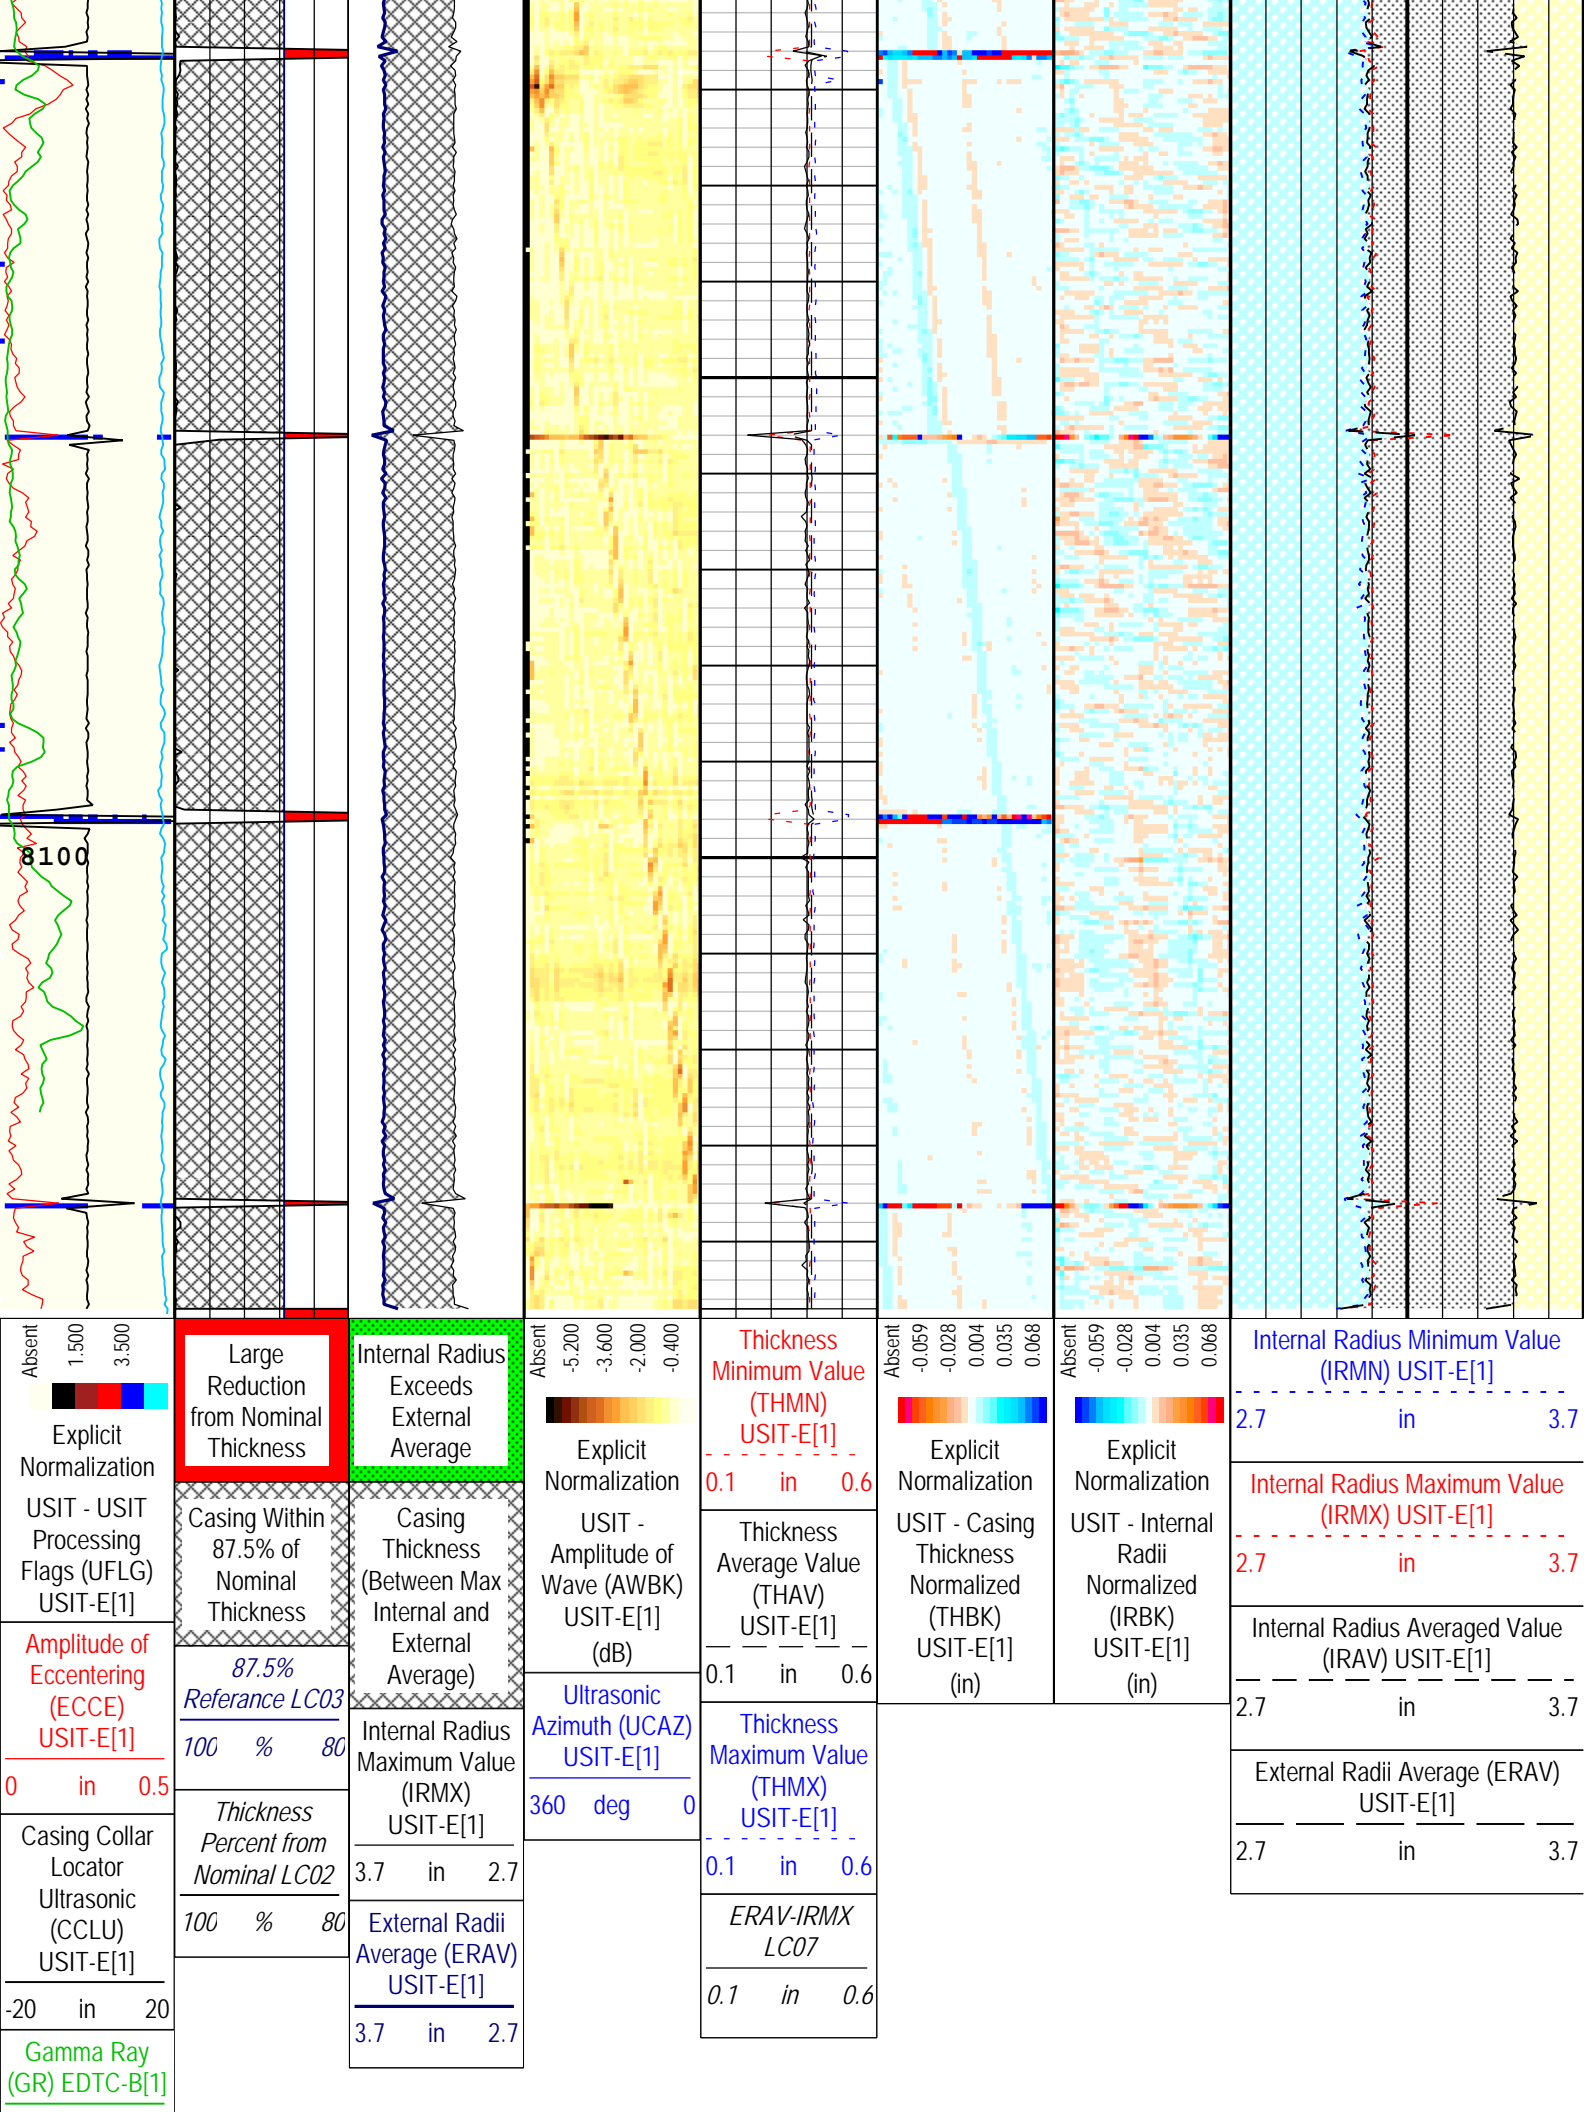 8100
Absent
1.500
3.500
Explicit
Normalization
USIT - USIT
Processing
Flags (UFLG)
USIT-E[1]
Amplitude of
Eccentering
(ECCE)
USIT-E[1]
0 in 0.5
Casing Collar
Locator
Ultrasonic
(CCLU)
USIT-E[1]
-20 in 20
Gamma Ray
(GR) EDTC-B[1]
Large
Reduction
from Nominal
Thickness
Casing Within
87.5% of
Nominal
Thickness
87.5%
Referance LC03
100 % 80
Thickness
Percent from
Nominal LC02
100 % 80
Internal Radius
Exceeds
External
Average
Casing
Thickness
(Between Max
Internal and
External
Average)
Internal Radius
Maximum Value
(IRMX)
USIT-E[1]
3.7 in 2.7
External Radii
Average (ERAV)
USIT-E[1]
3.7 in 2.7
Absent
-5.200
-3.600
-2.000
-0.400
Explicit
Normalization
USIT -
Amplitude of
Wave (AWBK)
USIT-E[1]
(dB)
Ultrasonic
Azimuth (UCAZ)
USIT-E[1]
360 deg 0
Thickness
Minimum Value
(THMN)
USIT-E[1]
0.1 in 0.6
Thickness
Average Value
(THAV)
USIT-E[1]
0.1 in 0.6
Thickness
Maximum Value
(THMX)
USIT-E[1]
0.1 in 0.6
ERAV-IRMX
LC07
0.1 in 0.6
Absent
-0.059
-0.028
0.004
0.035
0.068
Explicit
Normalization
USIT - Casing
Thickness
Normalized
(THBK)
USIT-E[1]
(in)
Absent
-0.059
-0.028
0.004
0.035
0.068
Explicit
Normalization
USIT - Internal
Radii
Normalized
(IRBK)
USIT-E[1]
(in)
Internal Radius Minimum Value
(IRMN) USIT-E[1]
2.7 in 3.7
Internal Radius Maximum Value
(IRMX) USIT-E[1]
2.7 in 3.7
Internal Radius Averaged Value
(IRAV) USIT-E[1]
2.7 in 3.7
External Radii Average (ERAV)
USIT-E[1]
2.7 in 3.7